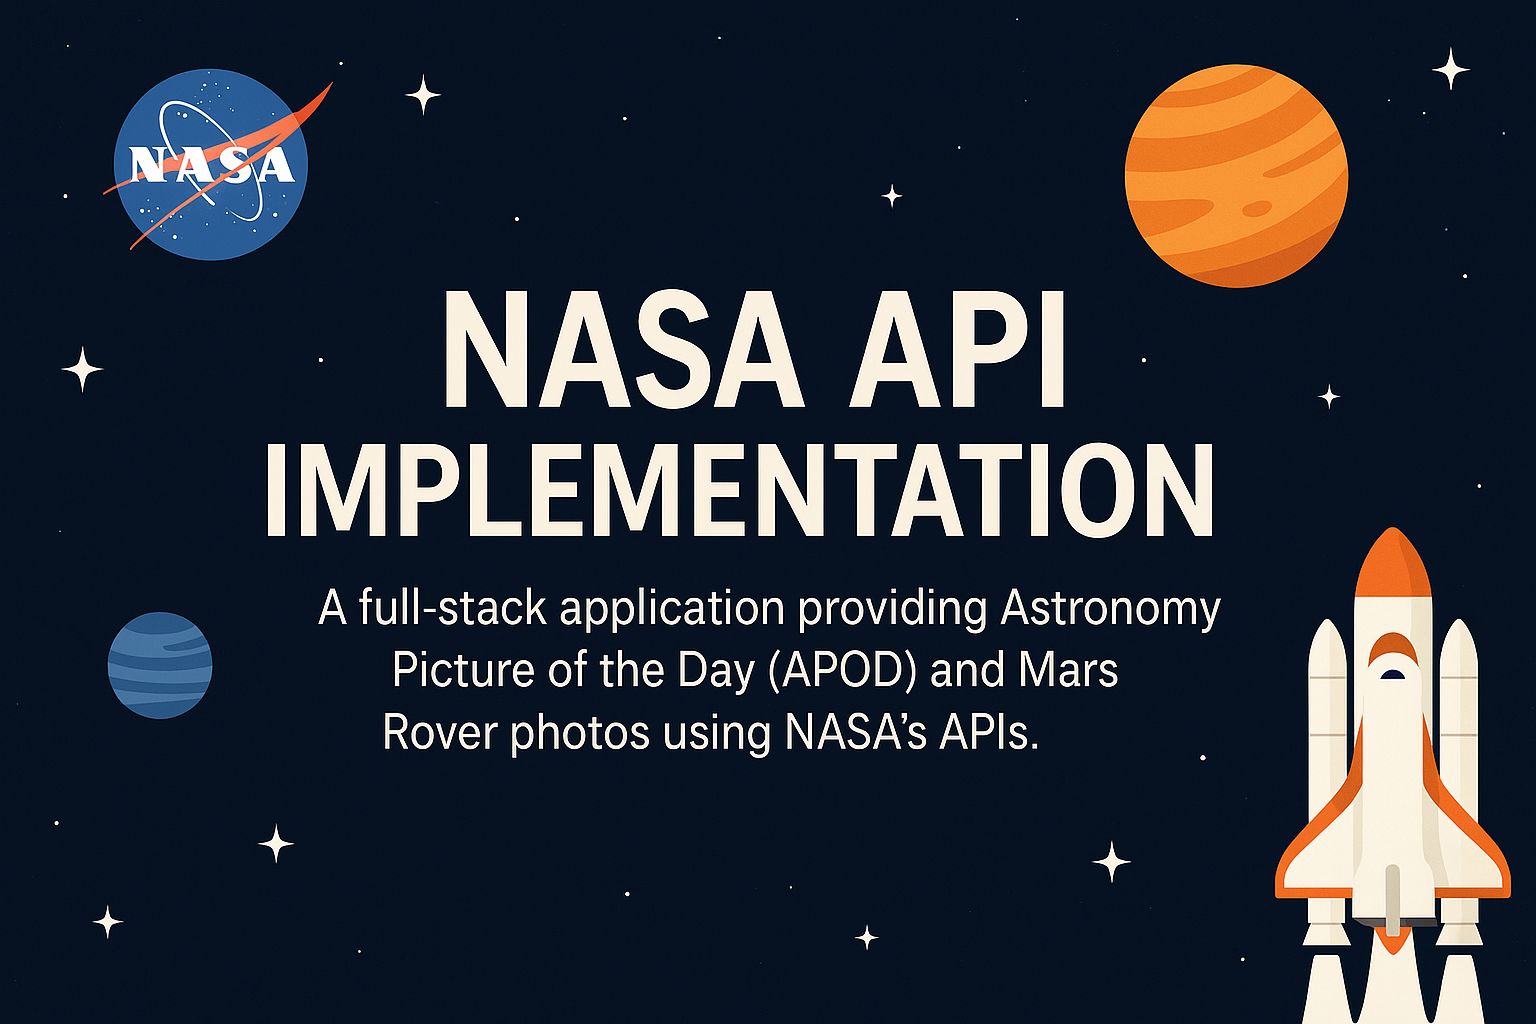 NASA
NASA API
IMPLEMENTATION
A full-stack application providing Astronomy
Picture of the Day (APOD) and Mars
Rover photos using NASA’s APIs.